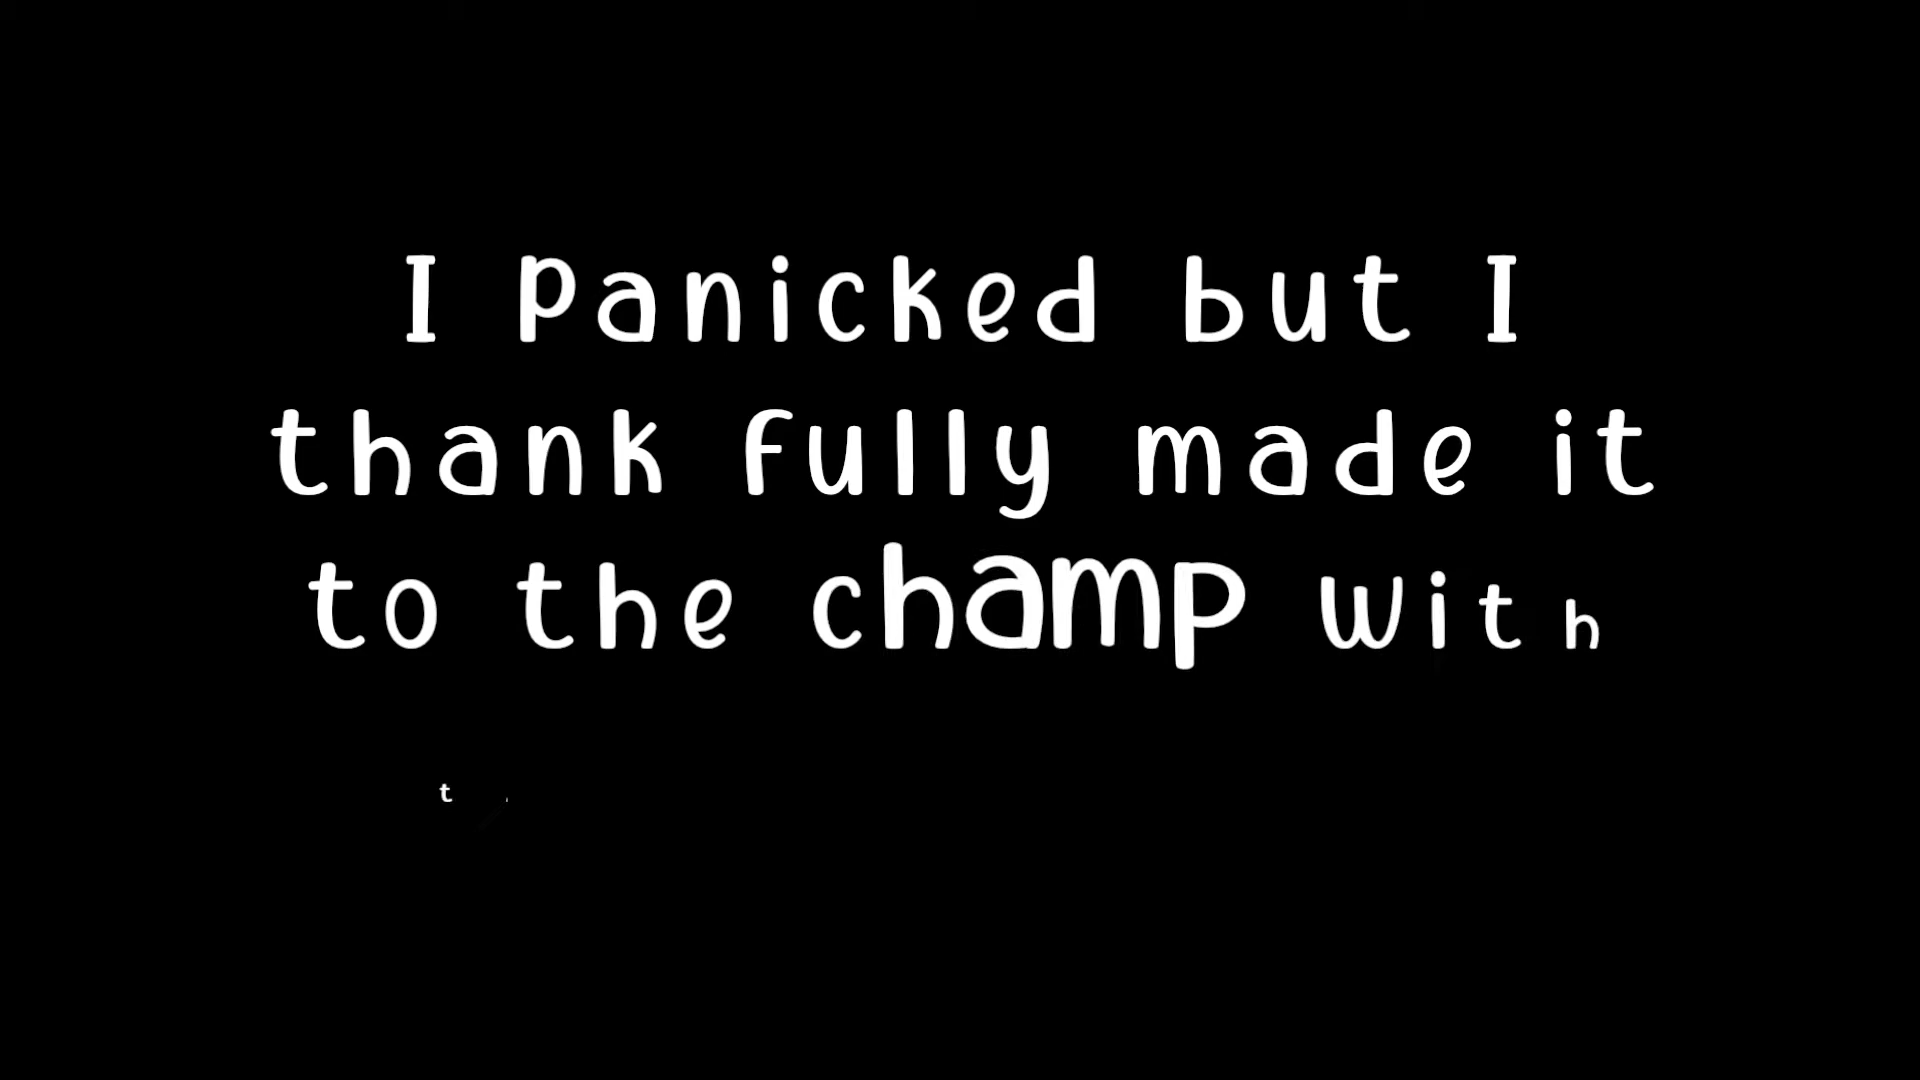 I panicked but I
thank fully made it
to the champ with
t